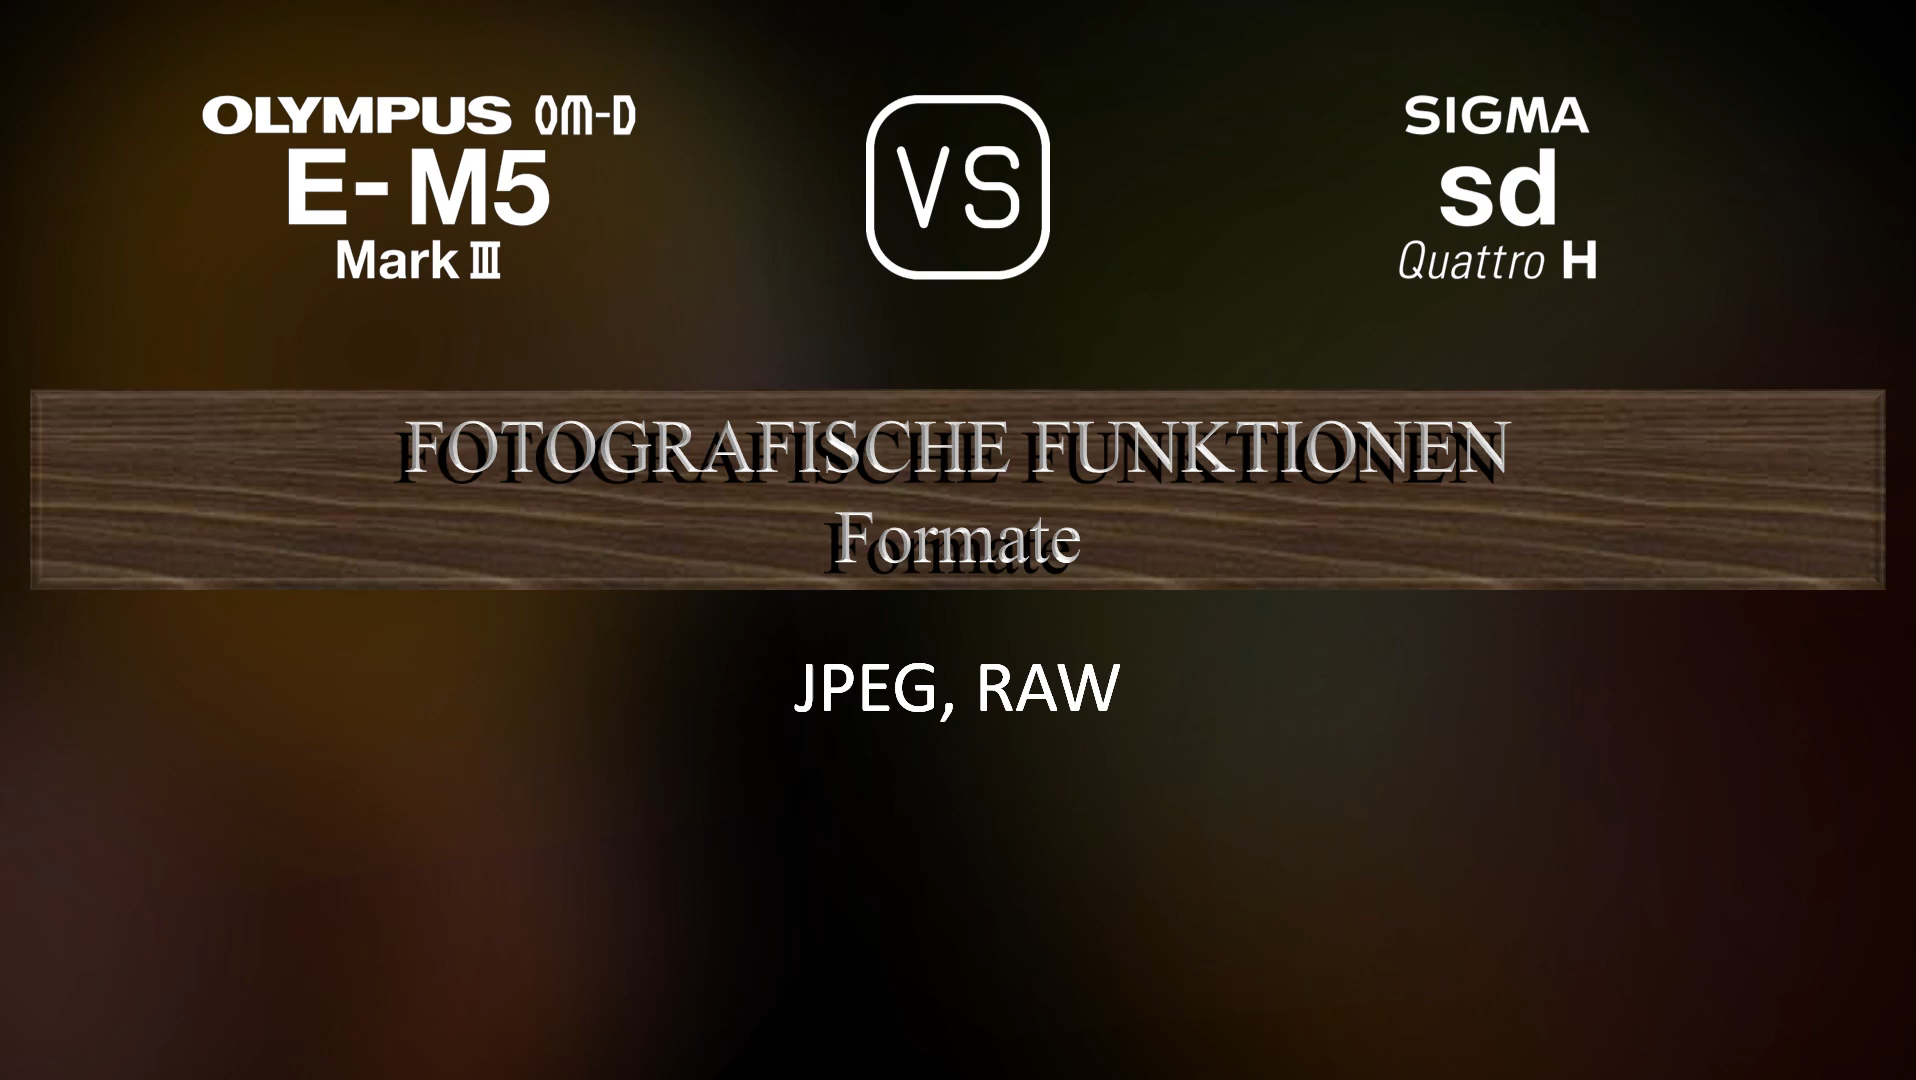 OLYMPUS OM-D
E-M5
Mark III
VS
SIGMA
sd
Quattro H
FOTOGRAFISCHE FUNKTIONEN
Formate
JPEG, RAW